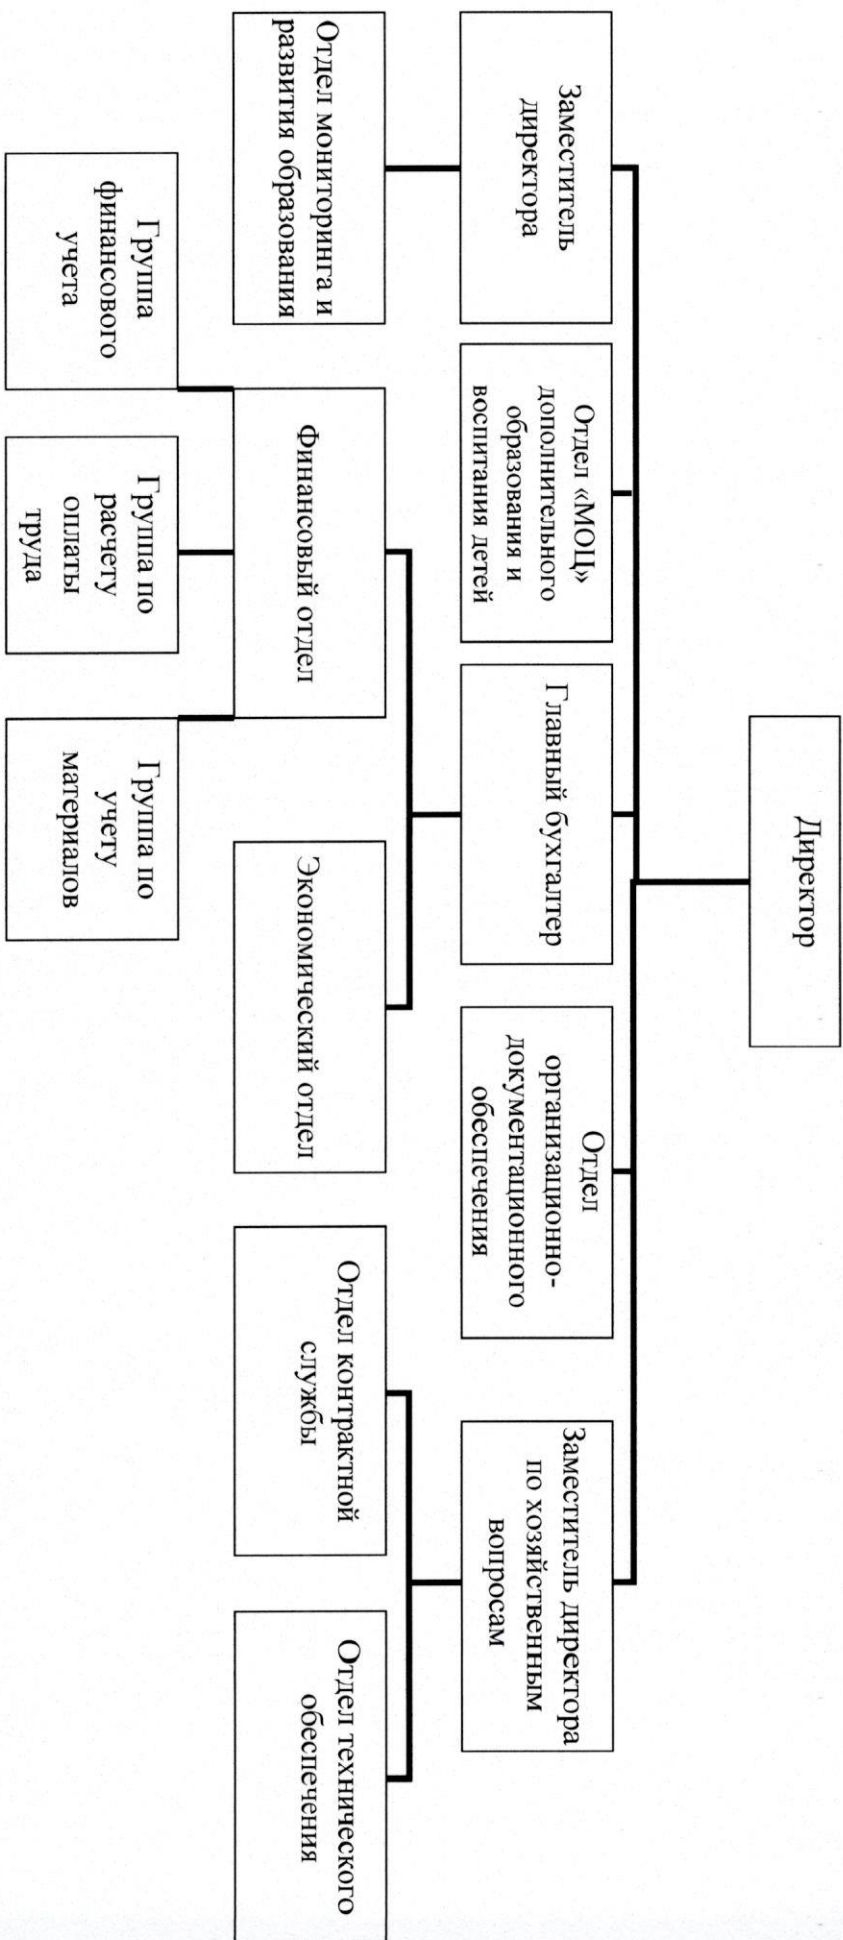 Директор
Заместитель
директора
Отдел «МОЦ»
дополнительного
образования и
воспитания детей
Главный бухгалтер
Отдел
организационно-
документационного
обеспечения
Заместитель директора
по хозяйственным
вопросам
Отдел мониторинга и
развития образования
Финансовый отдел
Экономический отдел
Отдел контрактной
службы
Отдел технического
обеспечения
Группа
финансового
учета
Группа по
расчету
оплаты
труда
Группа по
учету
материалов